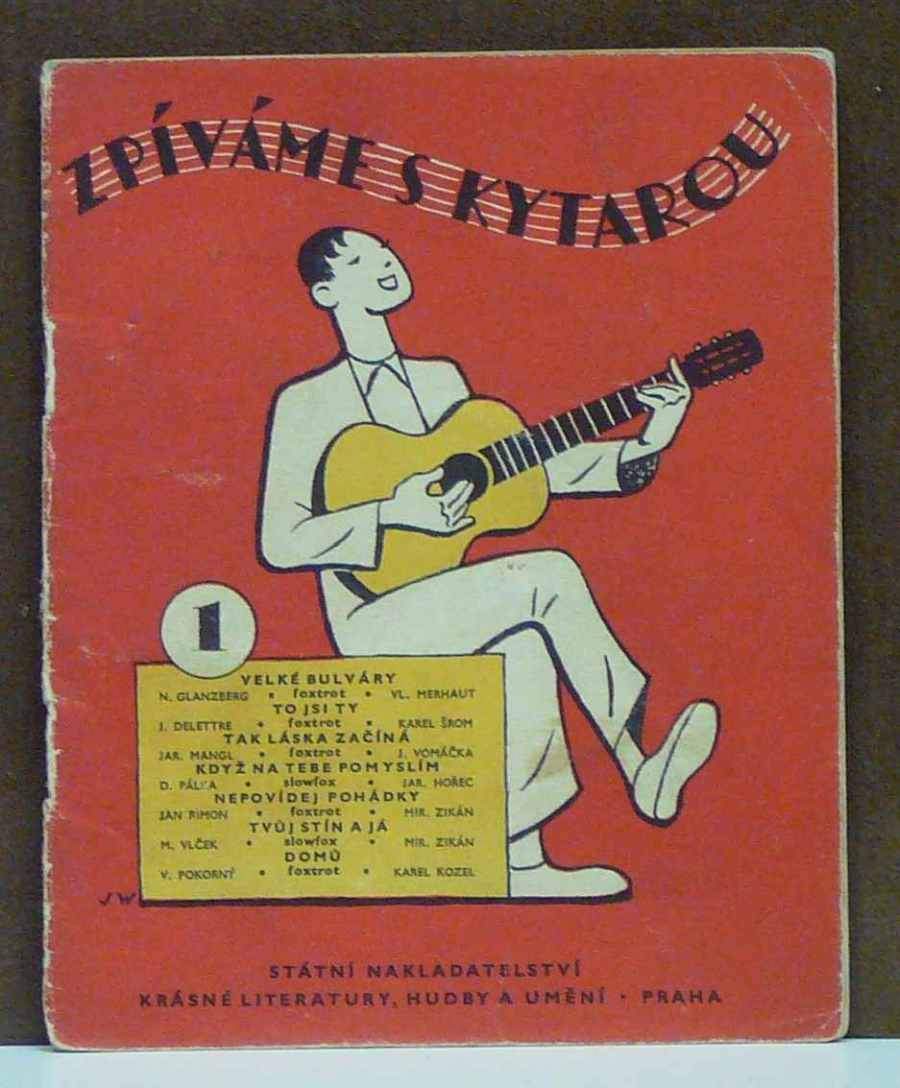 ZPÍVÁME S KYTAROU
1
VELKÉ BULVÁRY
N. GLANZBERG • foxtrot • VL. MERHAUT
TO JSI TY
J. DELETTRE • foxtrot • KAREL ŠROM
TAK LÁSKA ZAČÍNÁ
JAR. MANGL • foxtrot • J. VOMÁČKA
KDYŽ NA TEBE POMYSLÍM
D. PÁLKA • slowfox • JAR. HOŘEC
NEPOVÍDEJ POHÁDKY
JAN RIMON • foxtrot • MIR. ZIKÁN
TVŮJ STÍN A JÁ
M. VLČEK • slowfox • MIR. ZIKÁN
DOMŮ
V. POKORNÝ • foxtrot • KAREL KOZEL
JW
STÁTNÍ NAKLADATELSTVÍ
KRÁSNÉ LITERATURY, HUDBY A UMĚNÍ • PRAHA